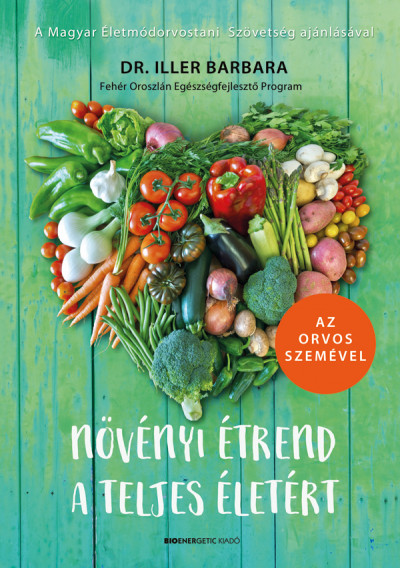 A Magyar Életmódorvostani Szövetség ajánlásával
DR. ILLER BARBARA
Fehér Oroszlán Egészségfejlesztő Program
AZ
ORVOS
SZEMÉVEL
NÖVÉNYI ÉTREND
A TELJES ÉLETÉRT
BIOENERGETIC KIADÓ